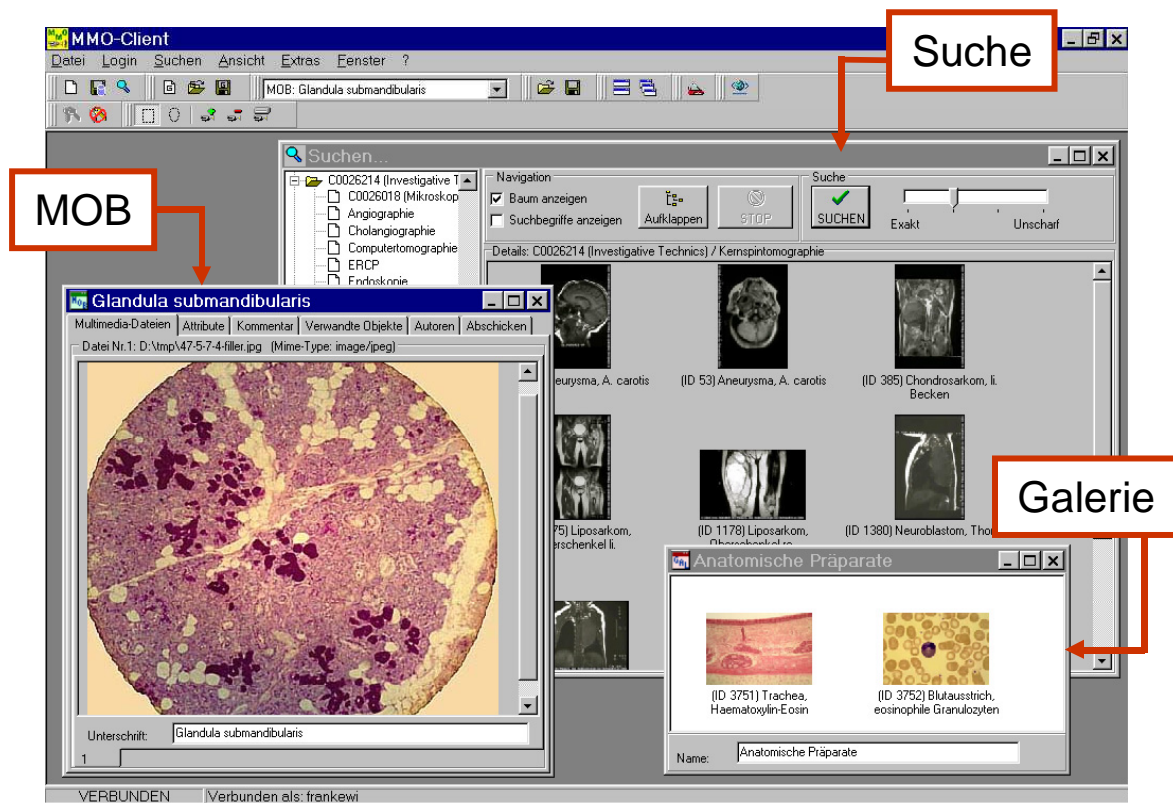 Suche
MMO-Client
Datei Login Suchen Ansicht Extras Fenster ?
MOB: Glandula submandibularis
MOB
Suchen...
C0026214 (Investigative T
C0026018 (Mikroskop
Angiographie
Cholangiographie
Computertomographie
ERCP
Endoskopie
Navigation
Baum anzeigen
Suchbegriffe anzeigen
Aufklappen
STOP
Suche
SUCHEN
Exakt Unscharf
Details: C0026214 (Investigative Technics) / Kernspintomographie
eurysma, A. carotis
(ID 53) Aneurysma, A. carotis
(ID 385) Chondrosarkom, li.
Becken
75) Liposarkom,
erschenkel li.
(ID 1178) Liposarkom,
Oberschenkel re
(ID 1380) Neuroblastom, Tho
Glandula submandibularis
Multimedia-Dateien Attribute Kommentar Verwandte Objekte Autoren Abschicken
Datei Nr.1: D:\tmp\47-5-7-4-filler.jpg (Mime-Type: image/jpeg)
Unterschrift: Glandula submandibularis
1
Galerie
Anatomische Präparate
(ID 3751) Trachea,
Haematoxylin-Eosin
(ID 3752) Blutausstrich,
eosinophile Granulozyten
Name: Anatomische Präparate
VERBUNDEN Verbunden als: frankewi